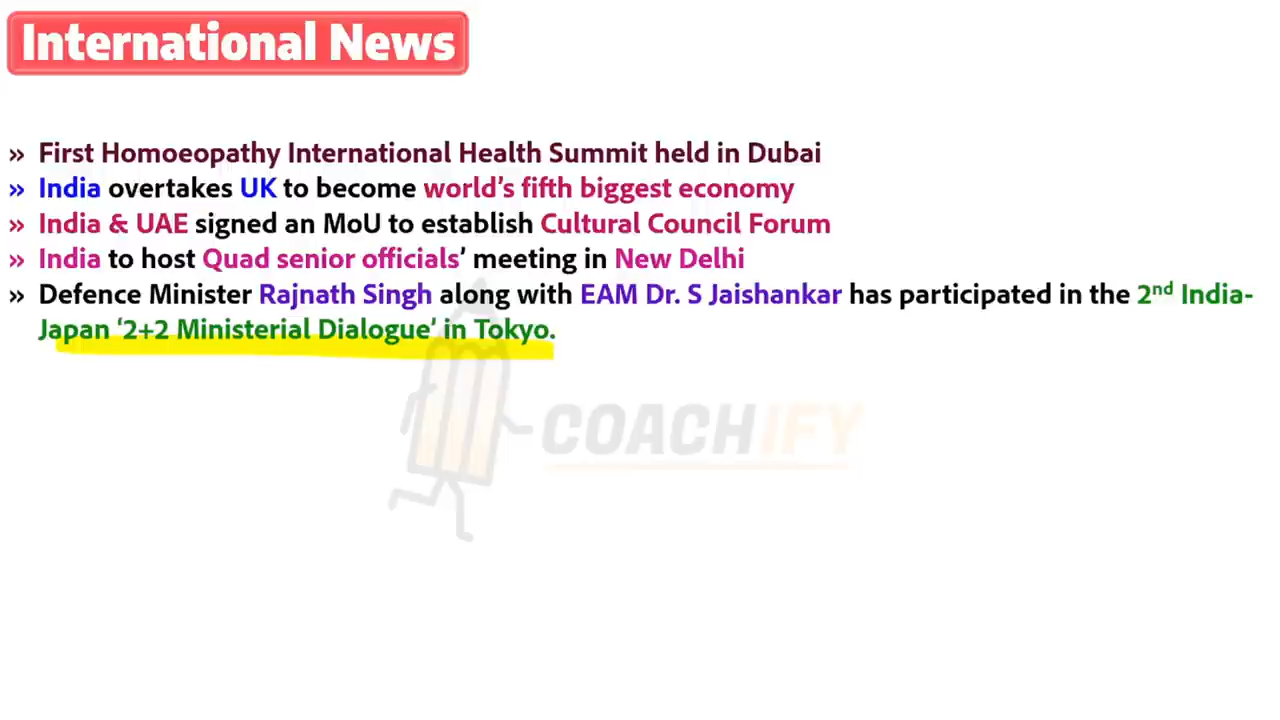 International News
» First Homoeopathy International Health Summit held in Dubai
» India overtakes UK to become world's fifth biggest economy
» India & UAE signed an MoU to establish Cultural Council Forum
» India to host Quad senior officials' meeting in New Delhi
» Defence Minister Rajnath Singh along with EAM Dr. S Jaishankar has participated in the 2nd India-
Japan ‘2+2 Ministerial Dialogue’ in Tokyo.
COACHIFY